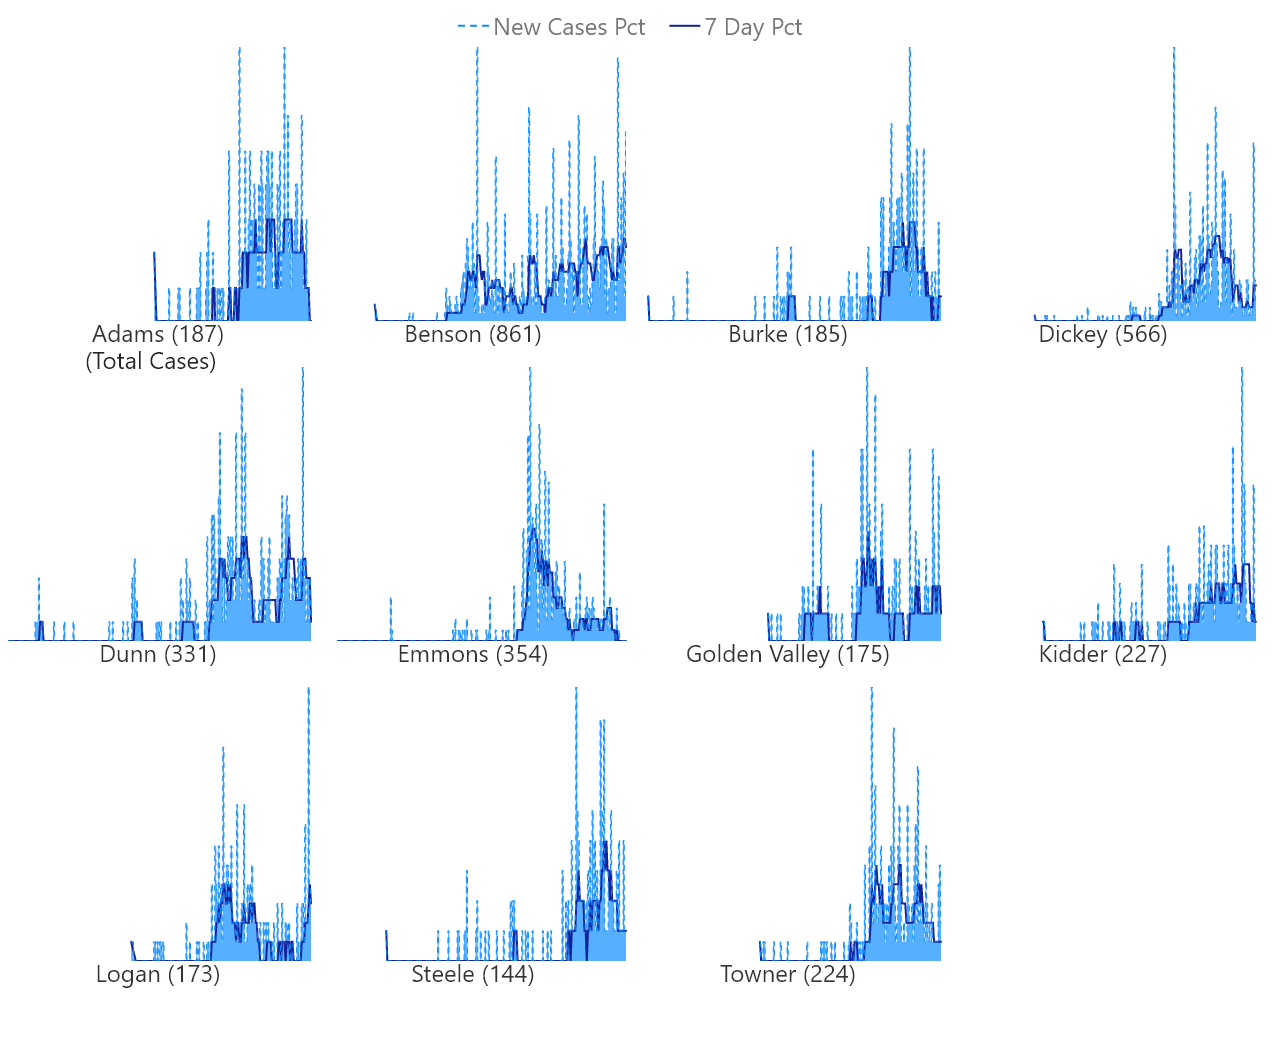 New Cases Pct 7 Day Pct
Adams (187) Benson (861) Burke (185) Dickey (566)
(Total Cases)
Dunn (331) Emmons (354) Golden Valley (175) Kidder (227)
Logan (173) Steele (144) Towner (224)